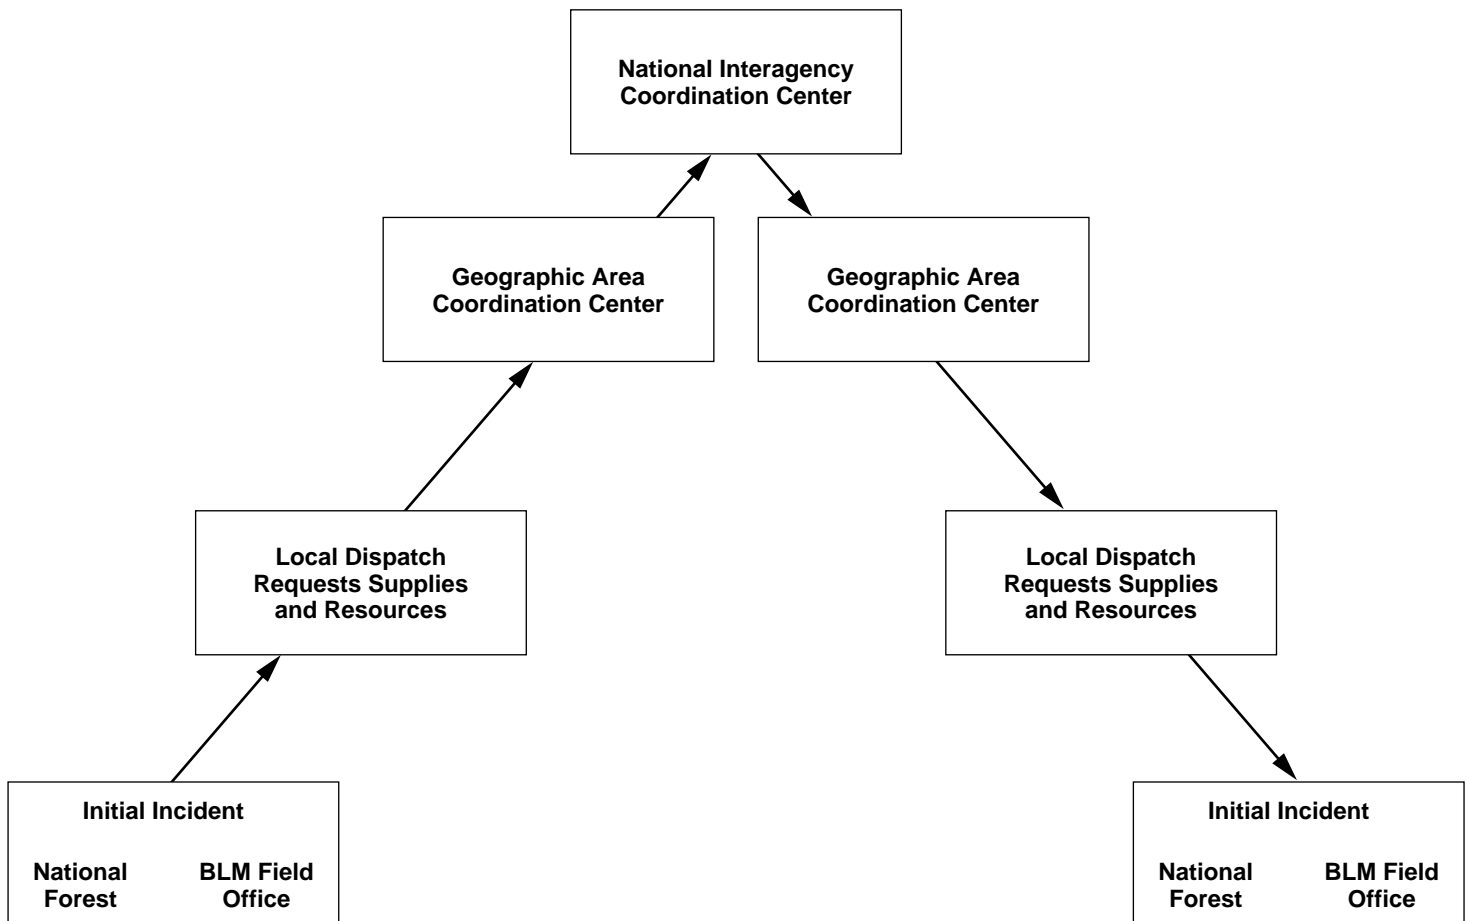 National Interagency
Coordination Center
Geographic Area
Coordination Center
Geographic Area
Coordination Center
Local Dispatch
Requests Supplies
and Resources
Local Dispatch
Requests Supplies
and Resources
Initial Incident
National
Forest
BLM Field
Office
Initial Incident
National
Forest
BLM Field
Office